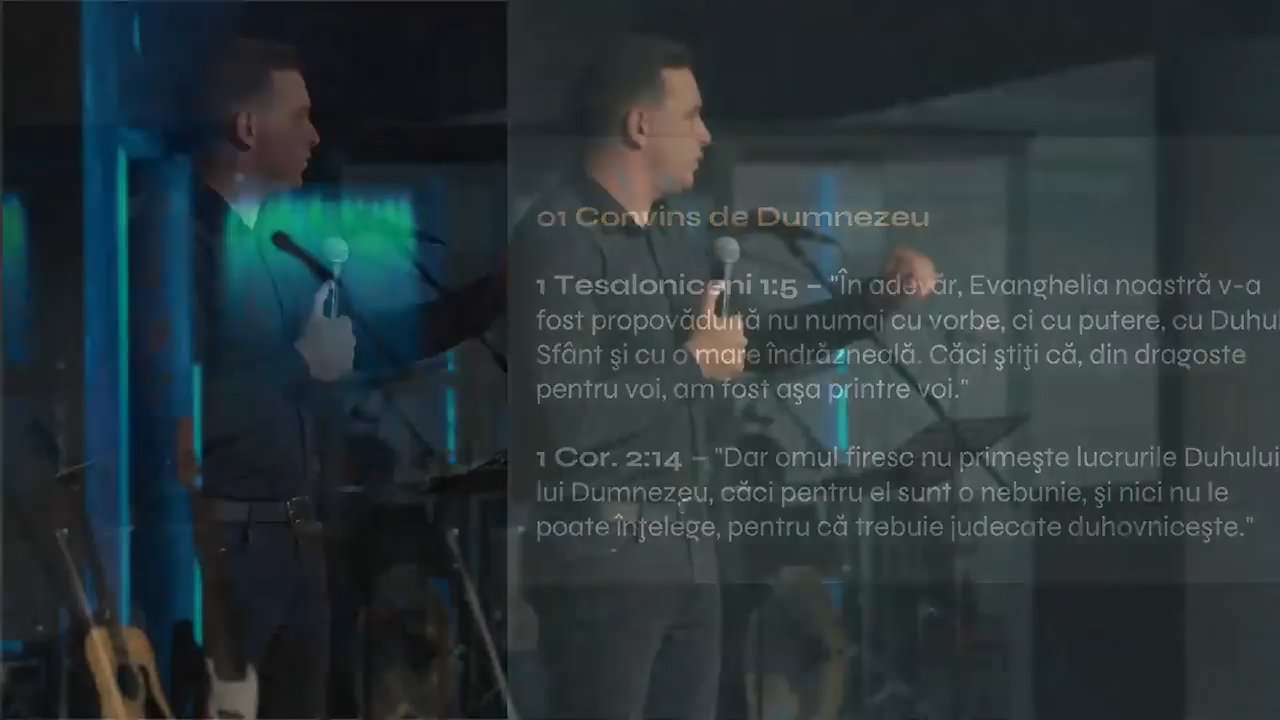 01 Convins de Dumnezeu
1 Tesaloniceni 1:5 – "În adevăr, Evanghelia noastră v-a
fost propovăduită nu numai cu vorbe, ci cu putere, cu Duhul
Sfânt şi cu o mare îndrăzneală. Căci ştiţi că, din dragoste
pentru voi, am fost aşa printre voi."
1 Cor. 2:14 – "Dar omul firesc nu primeşte lucrurile Duhului
lui Dumnezeu, căci pentru el sunt o nebunie, şi nici nu le
poate înţelege, pentru că trebuie judecate duhovniceşte."